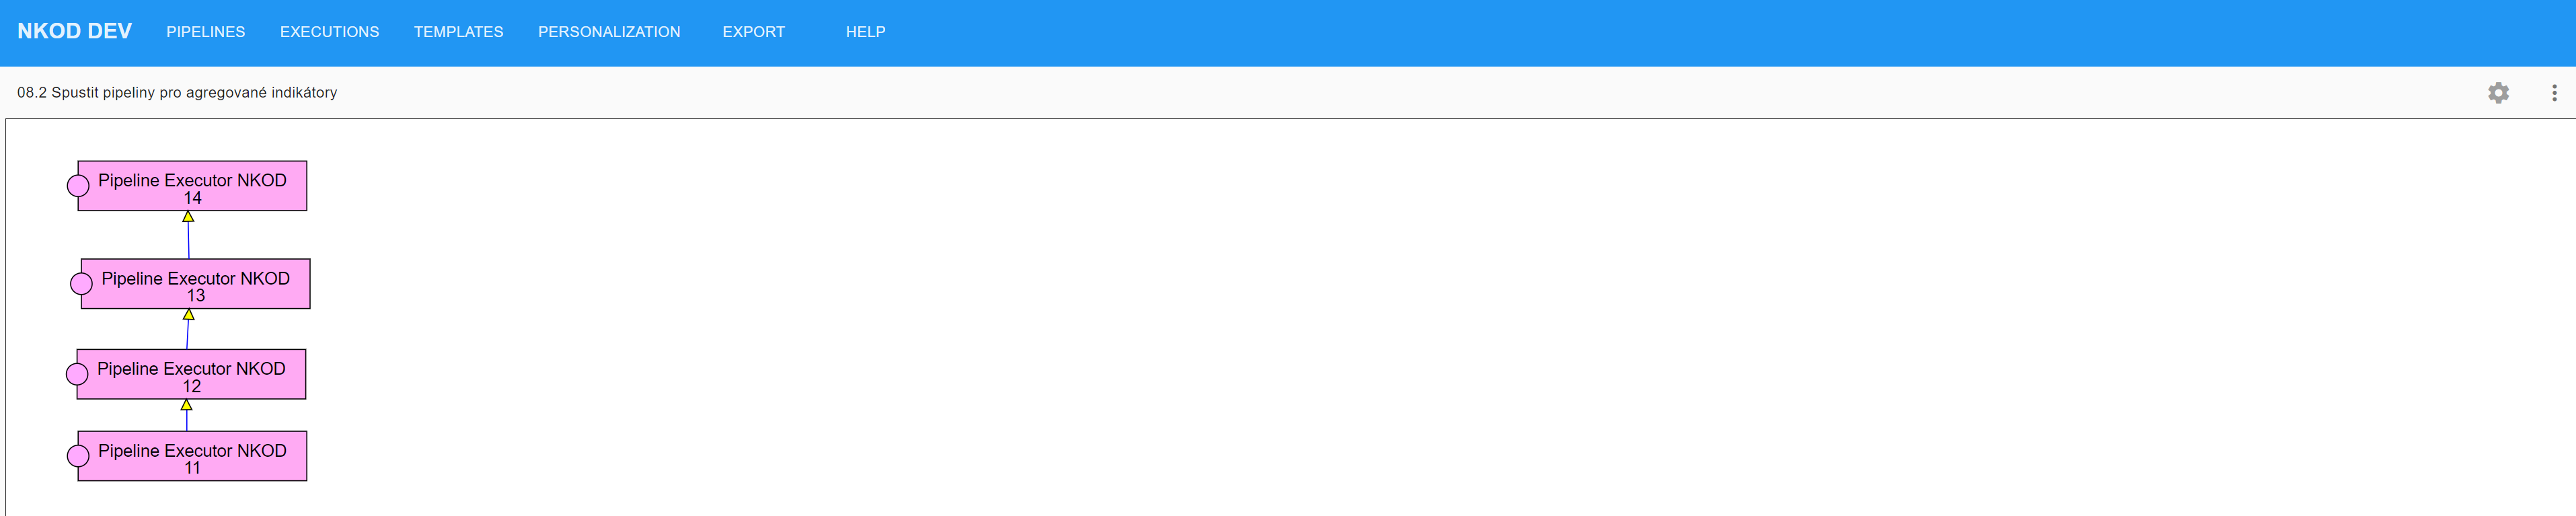 NKOD DEV PIPELINES EXECUTIONS TEMPLATES PERSONALIZATION EXPORT HELP
08.2 Spustit pipeliny pro agregované indikátory
Pipeline Executor NKOD
14
Pipeline Executor NKOD
13
Pipeline Executor NKOD
12
Pipeline Executor NKOD
11